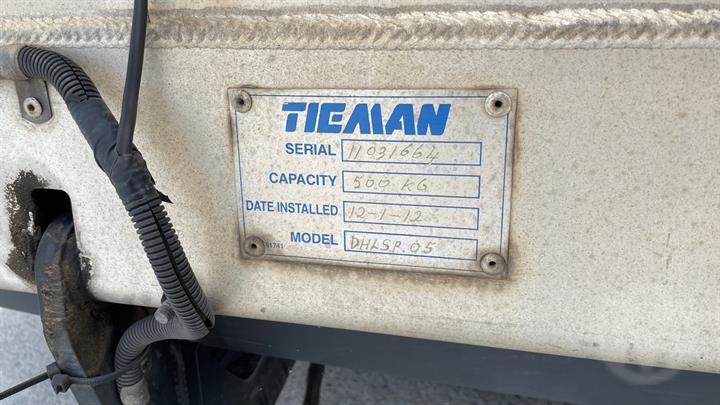 TIEMAN
SERIAL 11031664
CAPACITY 500 KG
DATE INSTALLED 12-1-12
MODEL DHLSP.05